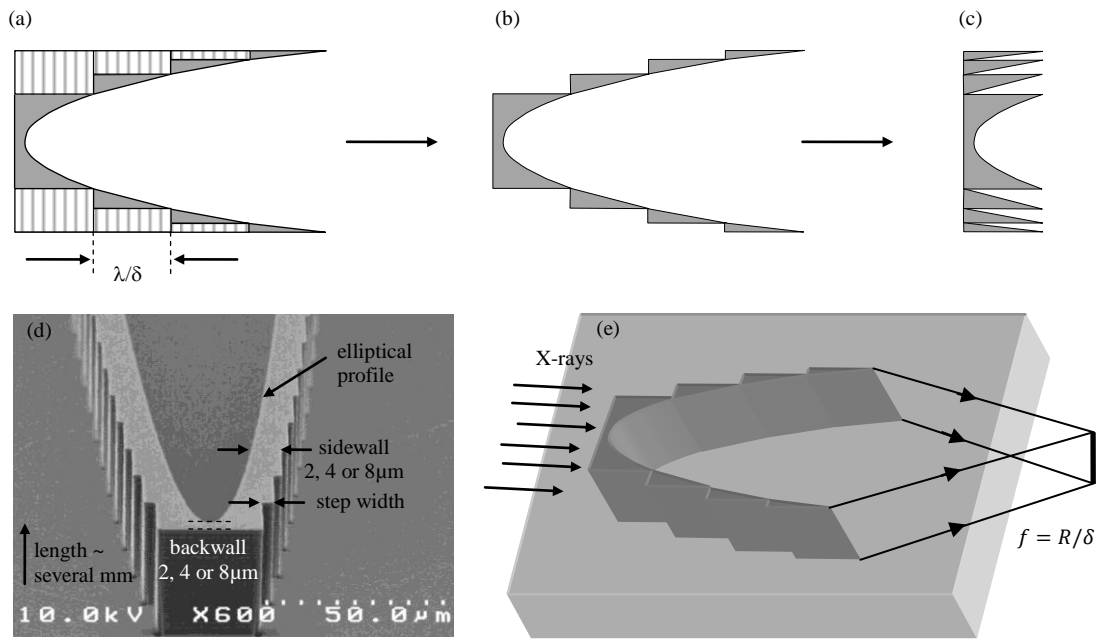 (a)
(b)
(c)
λ/δ
(d)
elliptical
profile
sidewall
2, 4 or 8μm
step width
backwall
2, 4 or 8μm
length ~
several mm
10.0kV X600 50.0μm
(e)
X-rays
f = R/δ